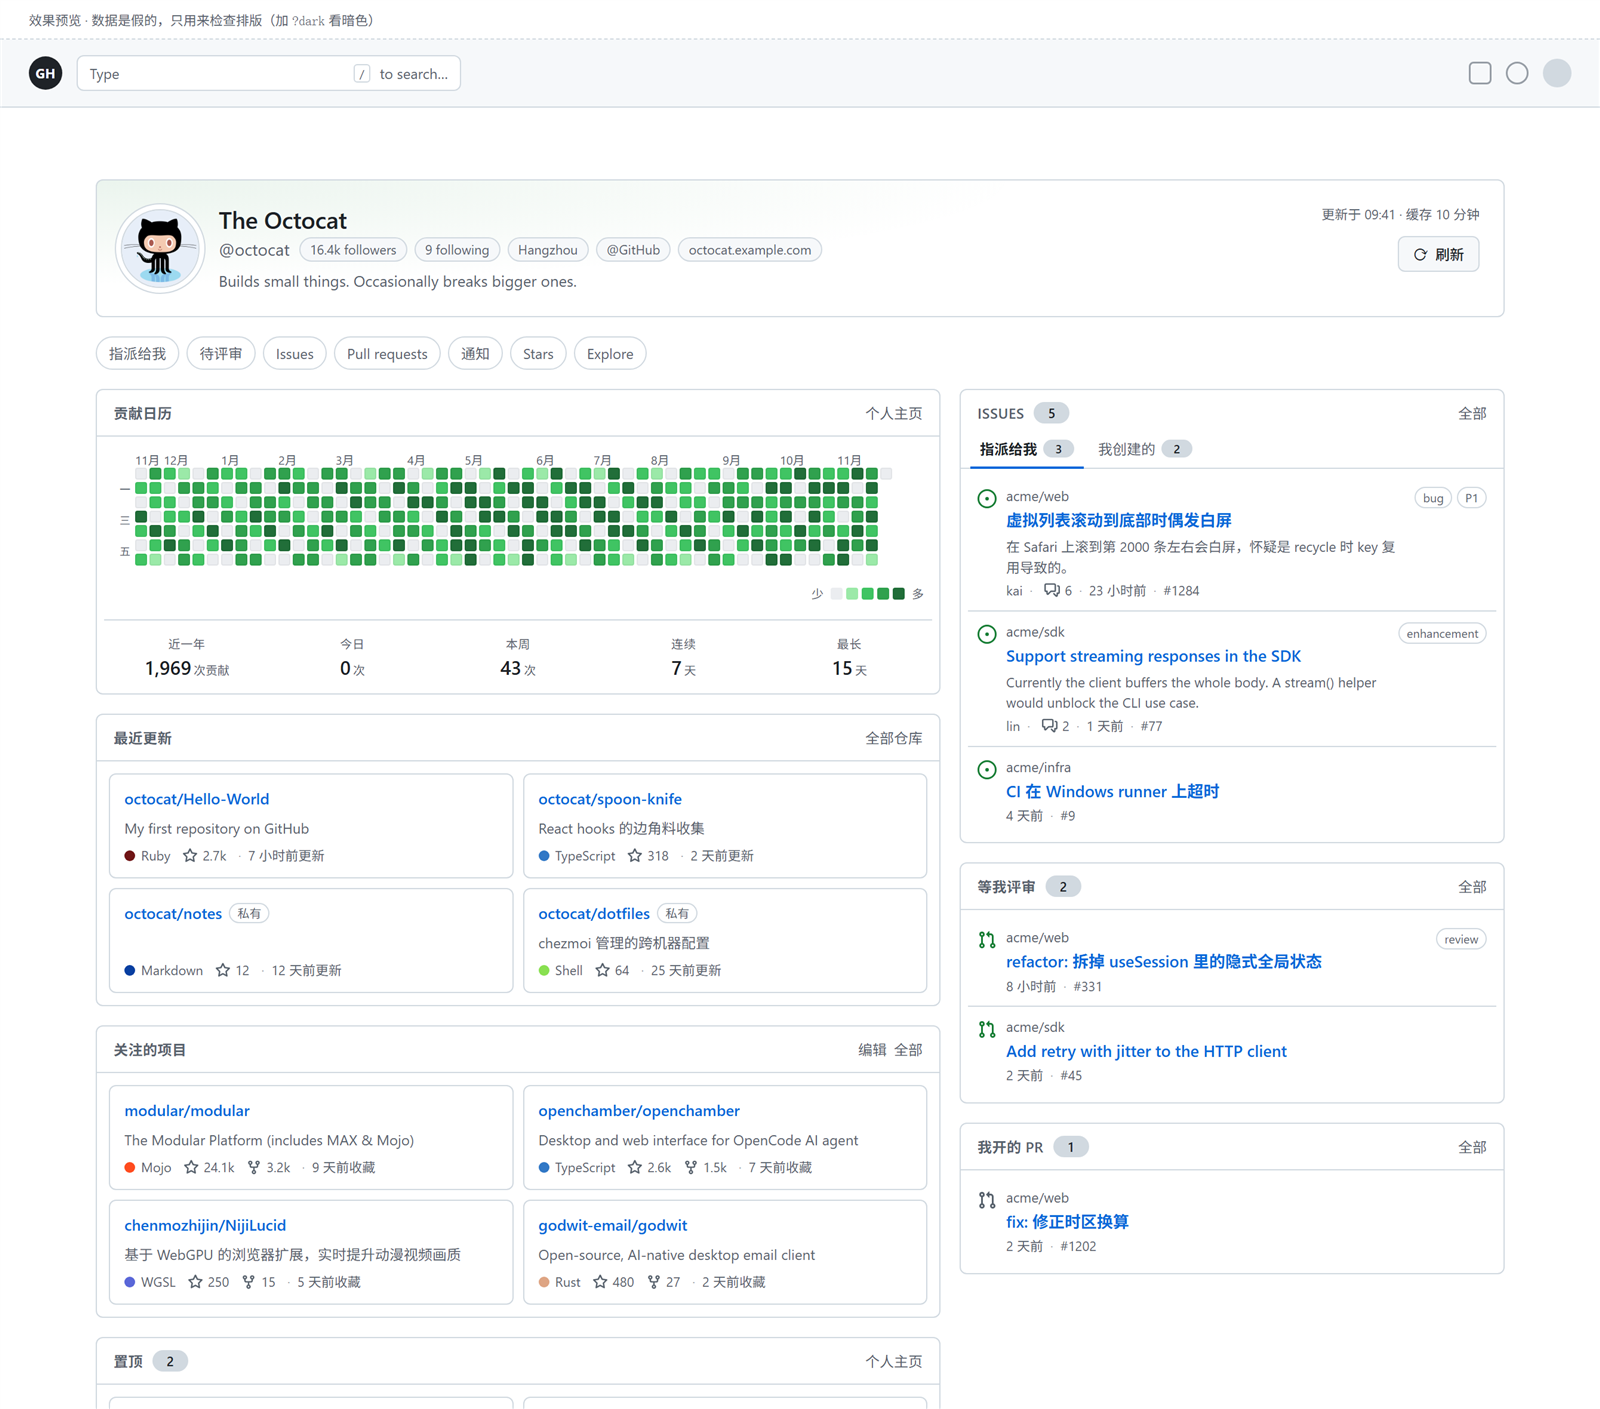 效果预览 · 数据是假的，只用来检查排版（加 ?dark 看暗色）
GH
Type / to search...
The Octocat
@octocat 16.4k followers 9 following Hangzhou @GitHub octocat.example.com
Builds small things. Occasionally breaks bigger ones.
更新于 09:41 · 缓存 10 分钟
刷新
指派给我 待评审 Issues Pull requests 通知 Stars Explore
贡献日历 个人主页
11月 12月 1月 2月 3月 4月 5月 6月 7月 8月 9月 10月 11月
一
三
五
少 多
近一年 今日 本周 连续 最长
1,969 次贡献 0 次 43 次 7 天 15 天
最近更新 全部仓库
octocat/Hello-World
My first repository on GitHub
Ruby 2.7k · 7 小时前更新
octocat/spoon-knife
React hooks 的边角料收集
TypeScript 318 · 2 天前更新
octocat/notes 私有
Markdown 12 · 12 天前更新
octocat/dotfiles 私有
chezmoi 管理的跨机器配置
Shell 64 · 25 天前更新
关注的项目 编辑 全部
modular/modular
The Modular Platform (includes MAX & Mojo)
Mojo 24.1k 3.2k · 9 天前收藏
openchamber/openchamber
Desktop and web interface for OpenCode AI agent
TypeScript 2.6k 1.5k · 7 天前收藏
chenmozhijin/NijiLucid
基于 WebGPU 的浏览器扩展，实时提升动漫视频画质
WGSL 250 15 · 5 天前收藏
godwit-email/godwit
Open-source, AI-native desktop email client
Rust 480 27 · 2 天前收藏
置顶 2 个人主页
ISSUES 5 全部
指派给我 3 我创建的 2
acme/web bug P1
虚拟列表滚动到底部时偶发白屏
在 Safari 上滚到第 2000 条左右会白屏，怀疑是 recycle 时 key 复
用导致的。
kai · 6 · 23 小时前 · #1284
acme/sdk enhancement
Support streaming responses in the SDK
Currently the client buffers the whole body. A stream() helper
would unblock the CLI use case.
lin · 2 · 1 天前 · #77
acme/infra
CI 在 Windows runner 上超时
4 天前 · #9
等我评审 2 全部
acme/web review
refactor: 拆掉 useSession 里的隐式全局状态
8 小时前 · #331
acme/sdk
Add retry with jitter to the HTTP client
2 天前 · #45
我开的 PR 1 全部
acme/web
fix: 修正时区换算
2 天前 · #1202